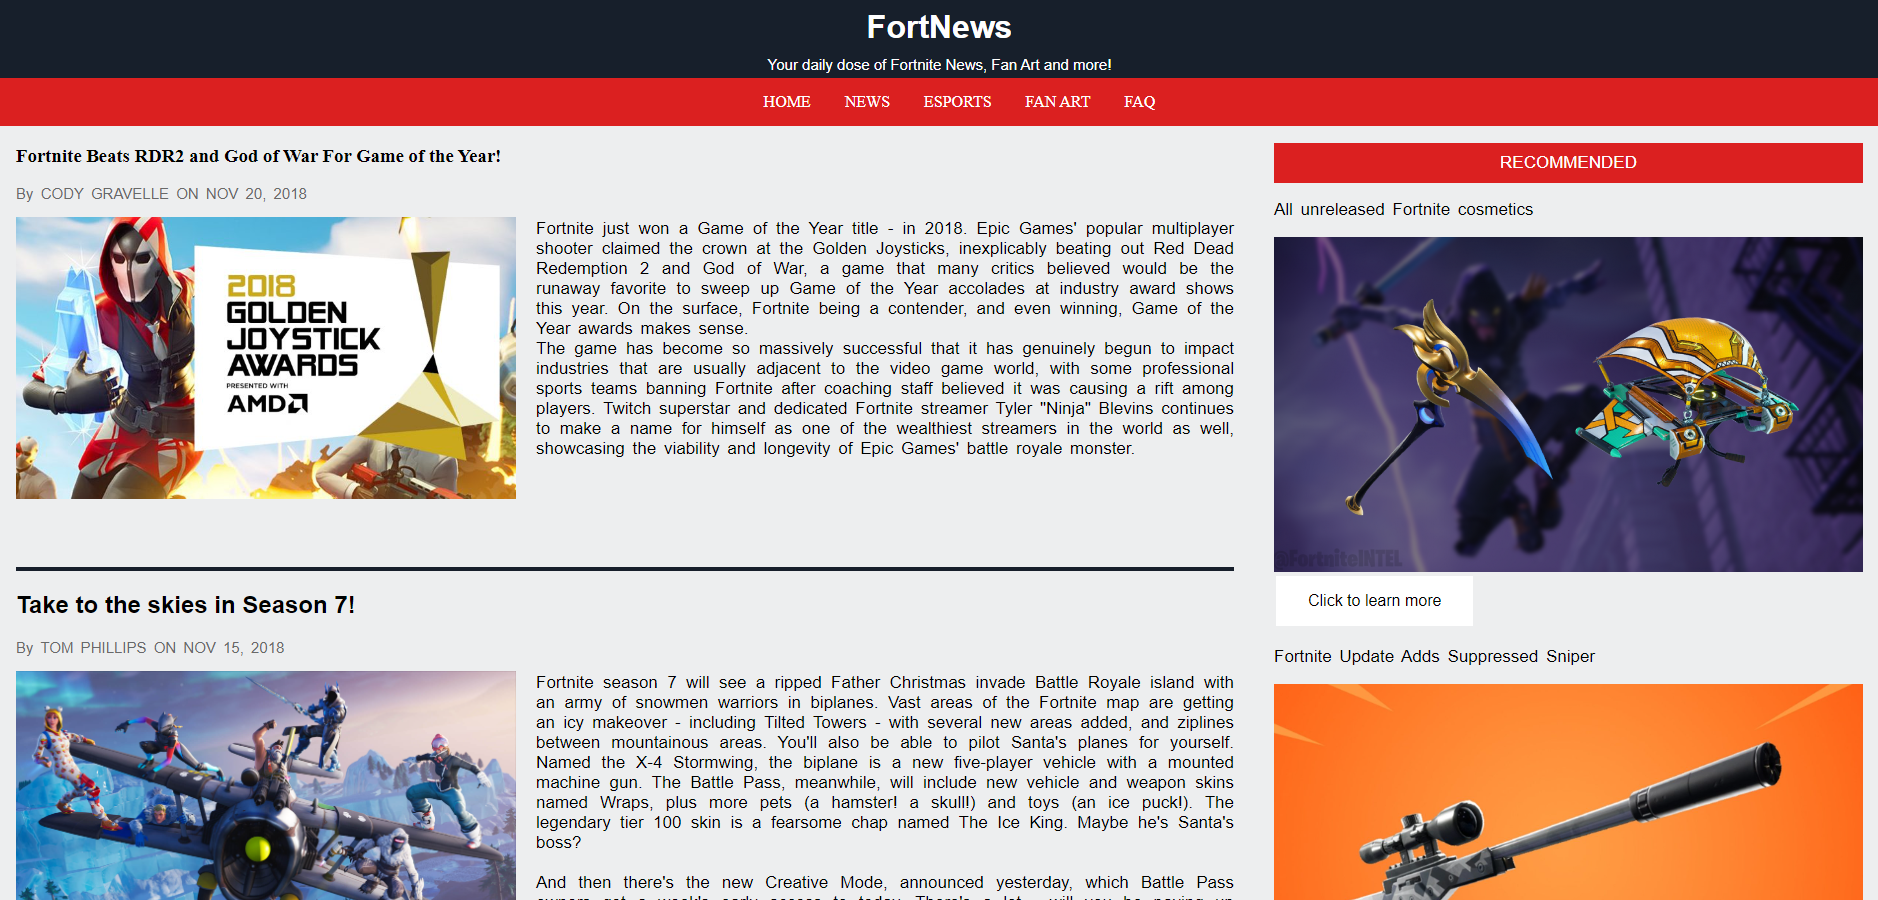 FortNews
Your daily dose of Fortnite News, Fan Art and more!
HOME NEWS ESPORTS FAN ART FAQ
Fortnite Beats RDR2 and God of War For Game of the Year!
By CODY GRAVELLE ON NOV 20, 2018
2018
GOLDEN
JOYSTICK
AWARDS
PRESENTED WITH
AMD
Fortnite just won a Game of the Year title - in 2018. Epic Games' popular multiplayer
shooter claimed the crown at the Golden Joysticks, inexplicably beating out Red Dead
Redemption 2 and God of War, a game that many critics believed would be the
runaway favorite to sweep up Game of the Year accolades at industry award shows
this year. On the surface, Fortnite being a contender, and even winning, Game of the
Year awards makes sense.
The game has become so massively successful that it has genuinely begun to impact
industries that are usually adjacent to the video game world, with some professional
sports teams banning Fortnite after coaching staff believed it was causing a rift among
players. Twitch superstar and dedicated Fortnite streamer Tyler "Ninja" Blevins continues
to make a name for himself as one of the wealthiest streamers in the world as well,
showcasing the viability and longevity of Epic Games' battle royale monster.
Take to the skies in Season 7!
By TOM PHILLIPS ON NOV 15, 2018
Fortnite season 7 will see a ripped Father Christmas invade Battle Royale island with
an army of snowmen warriors in biplanes. Vast areas of the Fortnite map are getting
an icy makeover - including Tilted Towers - with several new areas added, and ziplines
between mountainous areas. You'll also be able to pilot Santa's planes for yourself.
Named the X-4 Stormwing, the biplane is a new five-player vehicle with a mounted
machine gun. The Battle Pass, meanwhile, will include new vehicle and weapon skins
named Wraps, plus more pets (a hamster! a skull!) and toys (an ice puck!). The
legendary tier 100 skin is a fearsome chap named The Ice King. Maybe he's Santa's
boss?
And then there's the new Creative Mode, announced yesterday, which Battle Pass
RECOMMENDED
All unreleased Fortnite cosmetics
@FortniteINTEL
Click to learn more
Fortnite Update Adds Suppressed Sniper